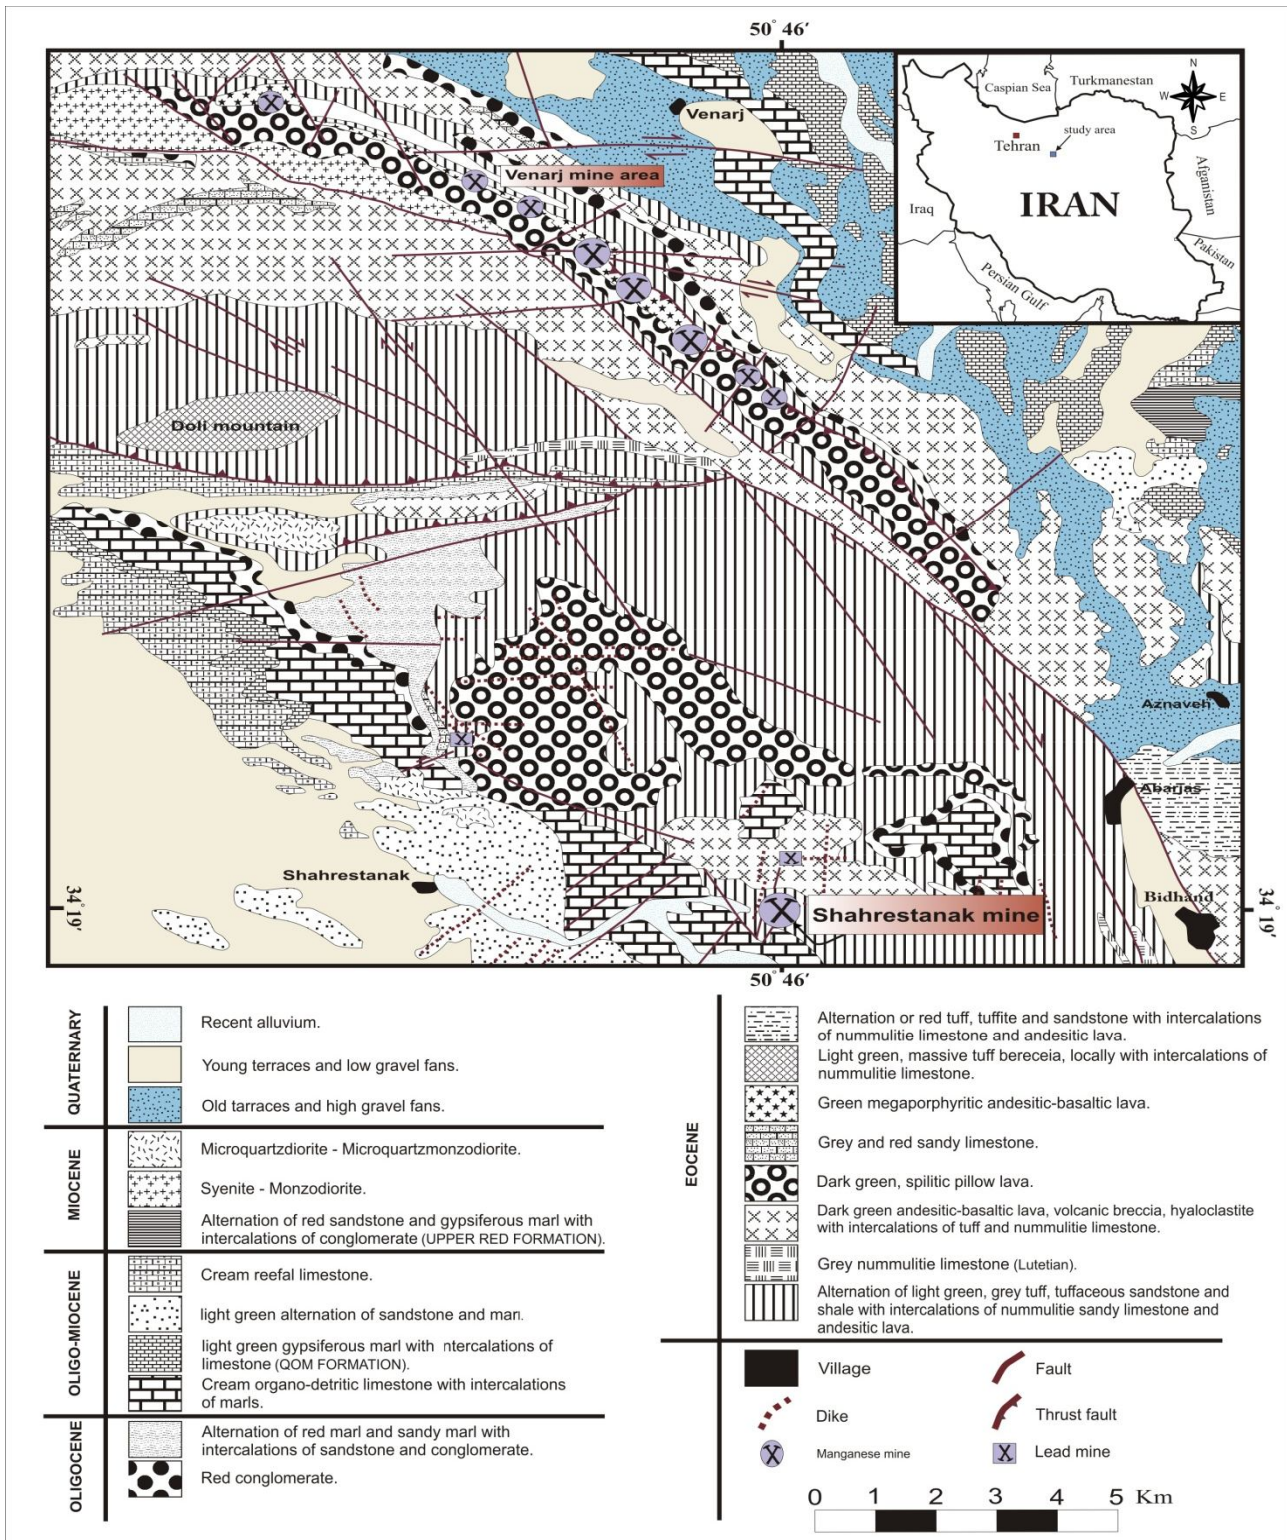 50° 46′
Caspian Sea
Turkmanestan
N
W
E
S
Tehran
study area
Afganistan
Iraq
IRAN
Pakistan
Persian Gulf
Venarj
Venarj mine area
Doli mountain
Aznaveh
Abarjas
Shahrestanak
Bidhand
Shahrestanak mine
34° 19′
34° 19′
50° 46′
QUATERNARY
Recent alluvium.
Young terraces and low gravel fans.
Old tarraces and high gravel fans.
MIOCENE
Microquartzdiorite - Microquartzmonzodiorite.
Syenite - Monzodiorite.
Alternation of red sandstone and gypsiferous marl with
intercalations of conglomerate (UPPER RED FORMATION).
OLIGO-MIOCENE
Cream reefal limestone.
light green alternation of sandstone and marl.
light green gypsiferous marl with intercalations of
limestone (QOM FORMATION).
Cream organo-detritic limestone with intercalations
of marls.
OLIGOCENE
Alternation of red marl and sandy marl with
intercalations of sandstone and conglomerate.
Red conglomerate.
EOCENE
Alternation or red tuff, tuffite and sandstone with intercalations
of nummulitic limestone and andesitic lava.
Light green, massive tuff bereceia, locally with intercalations of
nummulitie limestone.
Green megaporphyritic andesitic-basaltic lava.
Grey and red sandy limestone.
Dark green, spilitic pillow lava.
Dark green andesitic-basaltic lava, volcanic breccia, hyaloclastite
with intercalations of tuff and nummulitie limestone.
Grey nummulitie limestone (Lutetian).
Alternation of light green, grey tuff, tuffaceous sandstone and
shale with intercalations of nummulitie sandy limestone and
andesitic lava.
Village
Fault
Dike
Thrust fault
Manganese mine
Lead mine
0 1 2 3 4 5 Km